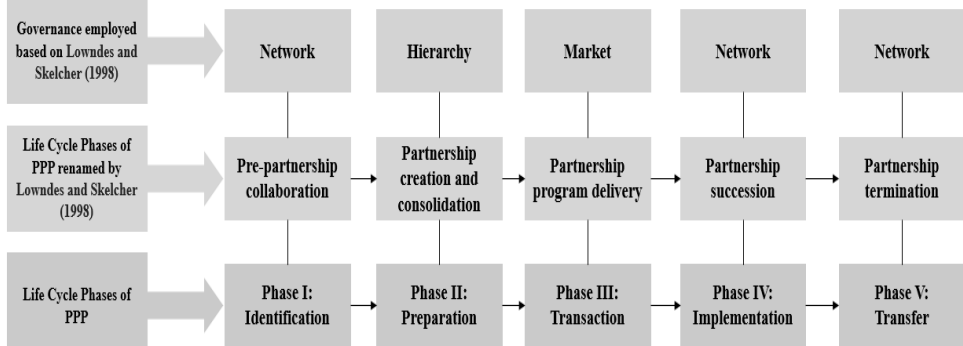 Governance employed
based on Lowndes and
Skelcher (1998)
Network
Hierarchy
Market
Network
Network
Life Cycle Phases of
PPP renamed by
Lowndes and Skelcher
(1998)
Pre-partnership
collaboration
Partnership
creation and
consolidation
Partnership
program delivery
Partnership
succession
Partnership
termination
Life Cycle Phases of
PPP
Phase I:
Identification
Phase II:
Preparation
Phase III:
Transaction
Phase IV:
Implementation
Phase V:
Transfer